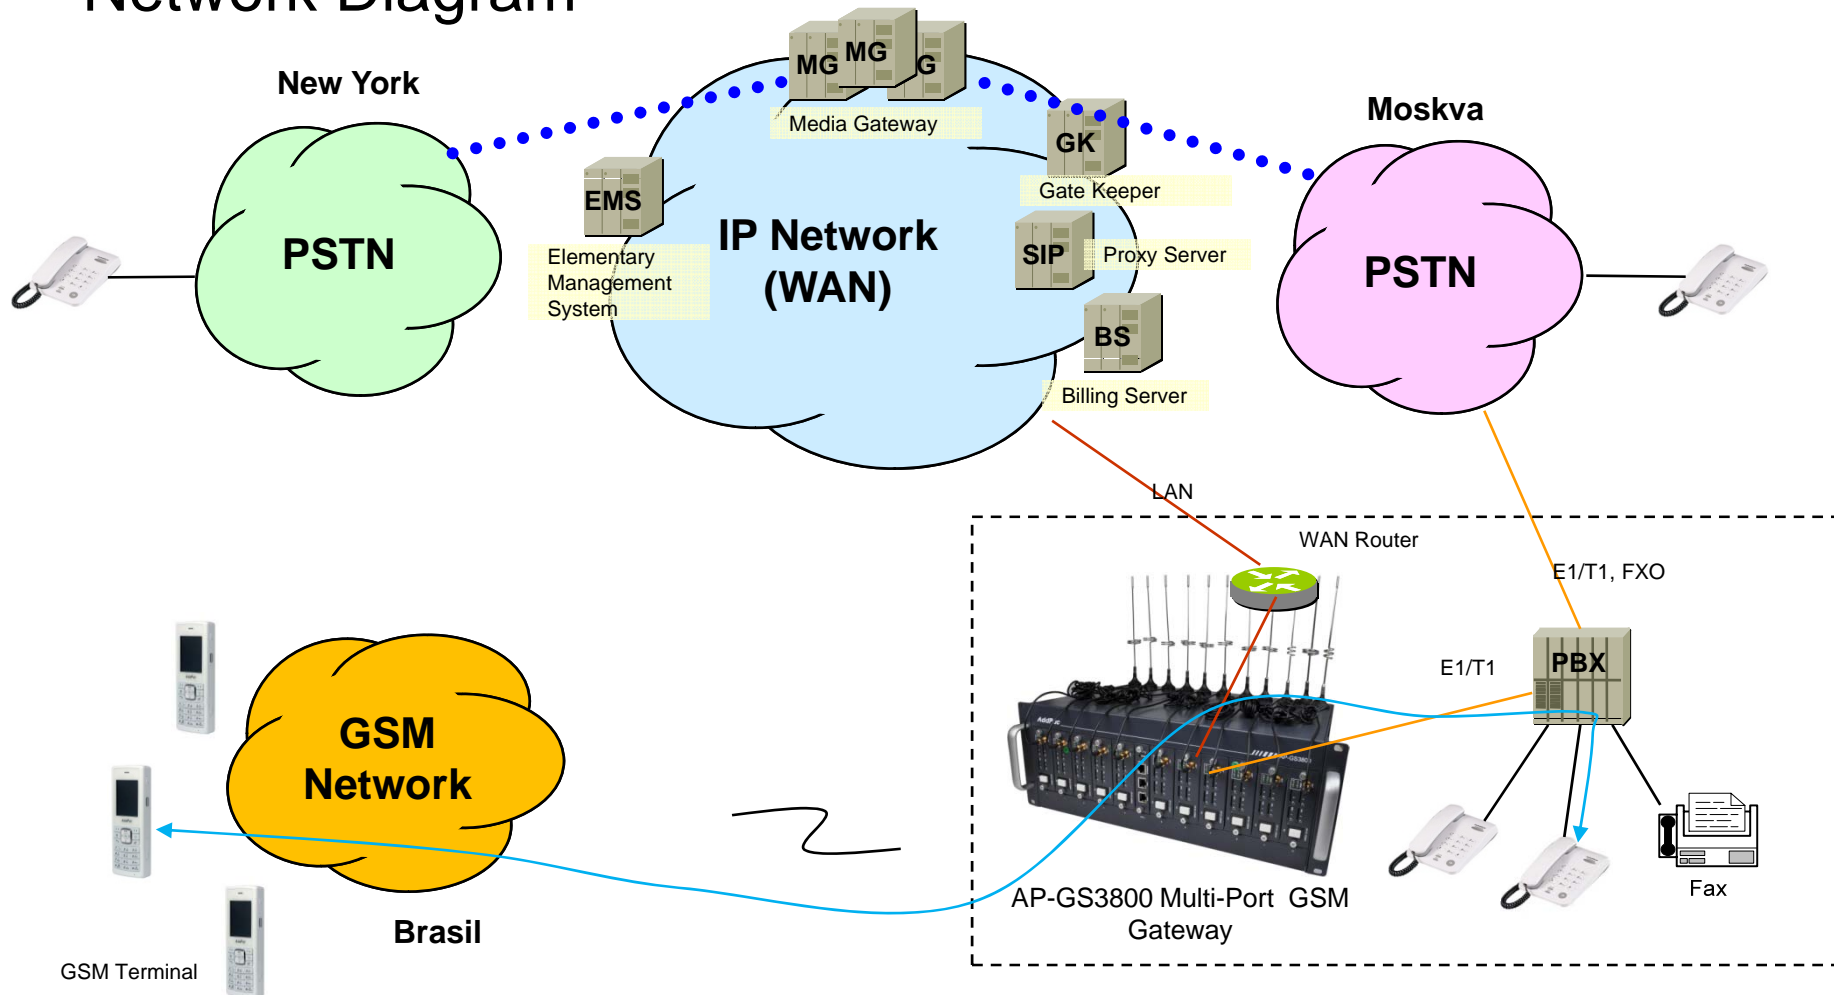 Network Diagram
New York
MG
MG
G
Media Gateway
Moskva
GK
Gate Keeper
EMS
Elementary
Management
System
PSTN
IP Network
(WAN)
SIP
Proxy Server
PSTN
BS
Billing Server
LAN
WAN Router
E1/T1, FXO
E1/T1
PBX
GSM
Network
Brasil
GSM Terminal
AP-GS3800 Multi-Port GSM
Gateway
Fax